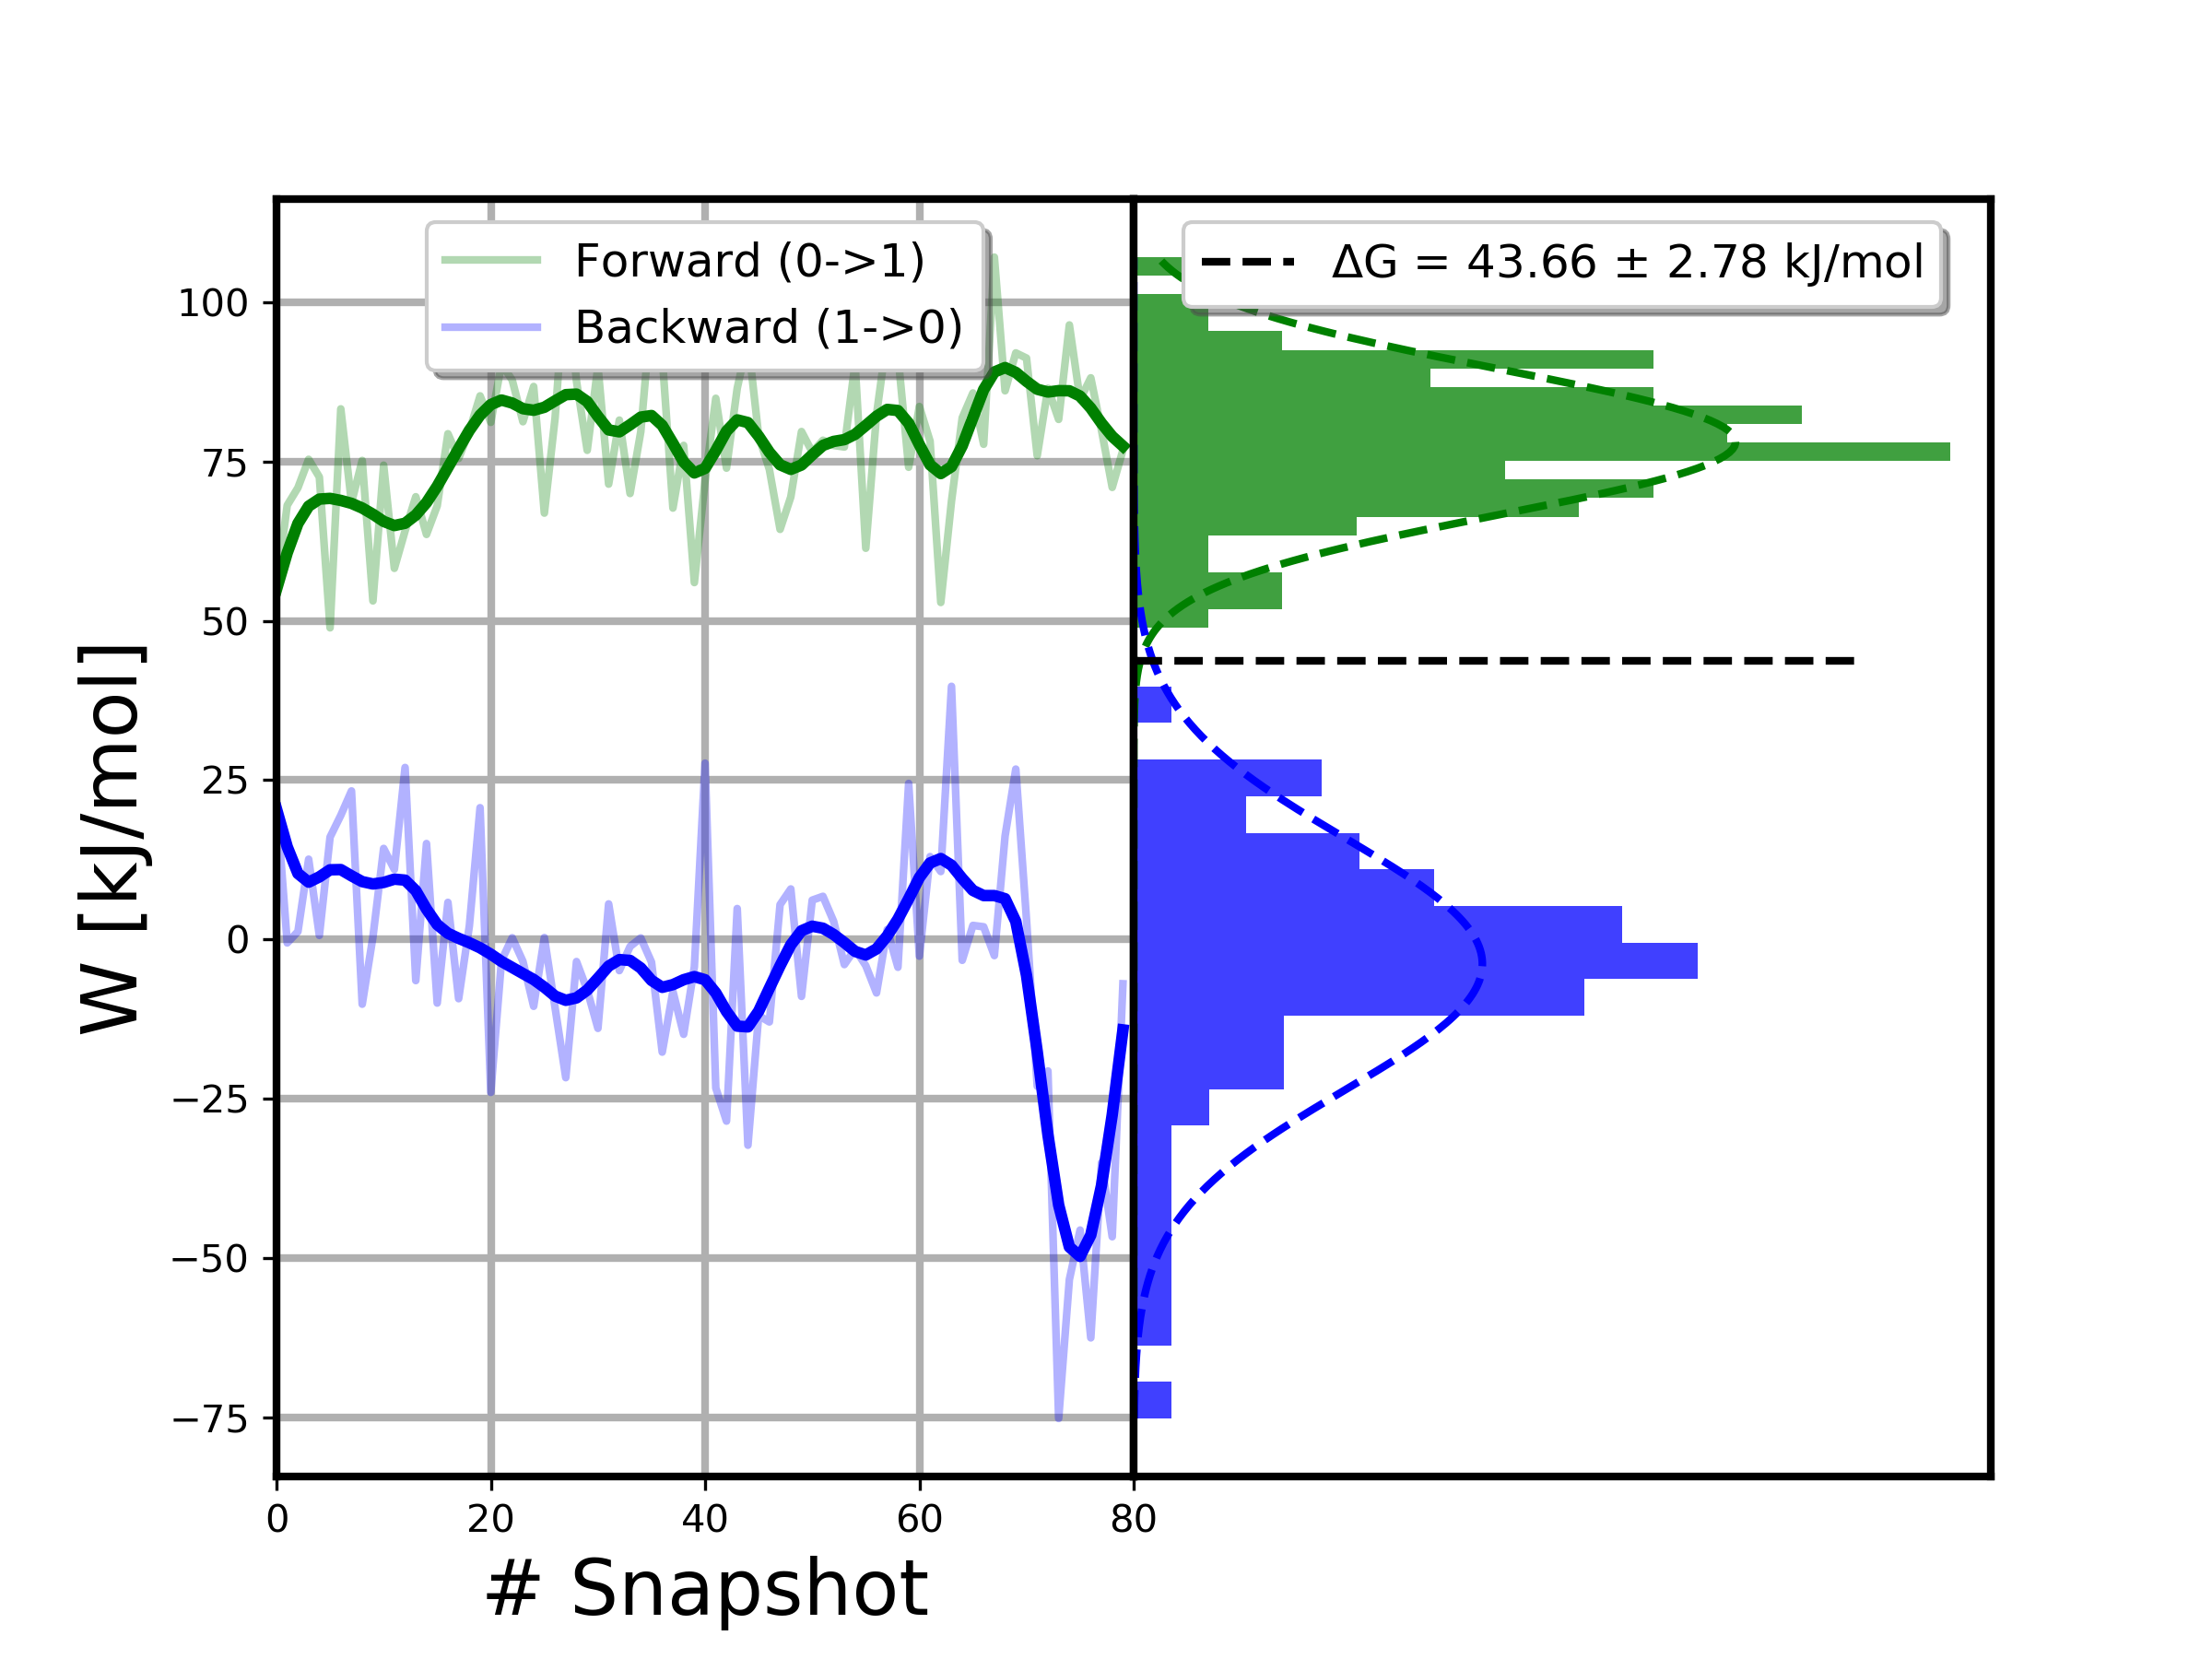 Forward (0->1)
Backward (1->0)
ΔG = 43.66 ± 2.78 kJ/mol
W [kJ/mol]
100
75
50
25
0
−25
−50
−75
0 20 40 60 80
# Snapshot